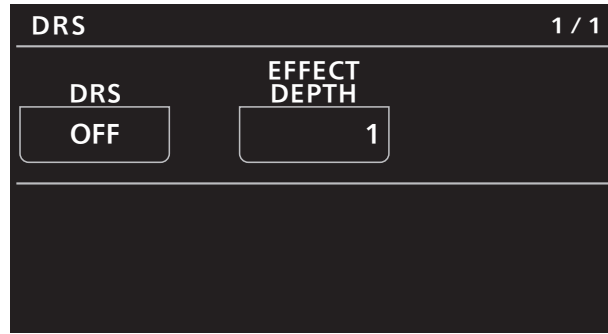 DRS 1 / 1
DRS
EFFECT
DEPTH
OFF
1